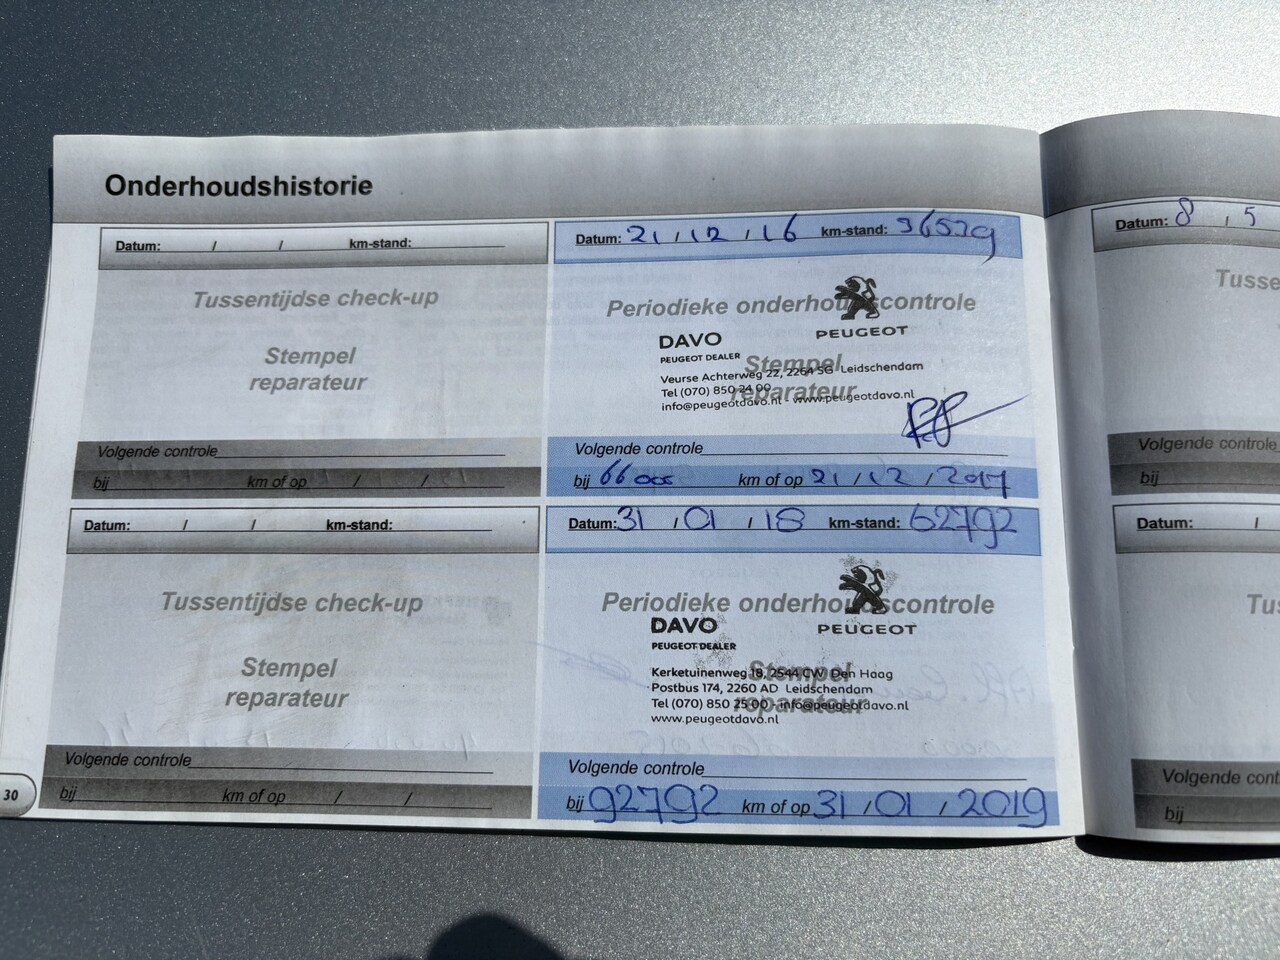 Onderhoudshistorie
Datum: / / km-stand:
Tussentijdse check-up
Stempel
reparateur
Volgende controle
bij km of op / /
Datum: 21 / 12 / 16 km-stand: 36529
Periodieke onderhoudscontrole
PEUGEOT
DAVO
PEUGEOT DEALER
Stempel
reparateur
Veurse Achterweg 22, 2264 SG Leidschendam
Tel (070) 850 24 00
info@peugeotdavo.nl - www.peugeotdavo.nl
Volgende controle
bij 66000 km of op 21 / 12 / 2017
Datum: / / km-stand:
Tussentijdse check-up
Stempel
reparateur
Volgende controle
bij km of op / /
Datum: 31 / 01 / 18 km-stand: 62792
Periodieke onderhoudscontrole
PEUGEOT
DAVO
PEUGEOT DEALER
Stempel
reparateur
Kerketuinenweg 18, 2544 CW Den Haag
Postbus 174, 2260 AD Leidschendam
Tel (070) 850 25 00 - info@peugeotdavo.nl
www.peugeotdavo.nl
Volgende controle
bij 92792 km of op 31 / 01 / 2019
30
Datum: 8 / 5
Tusse
Volgende controle
bij
Datum: /
Tus
Volgende cont
bij